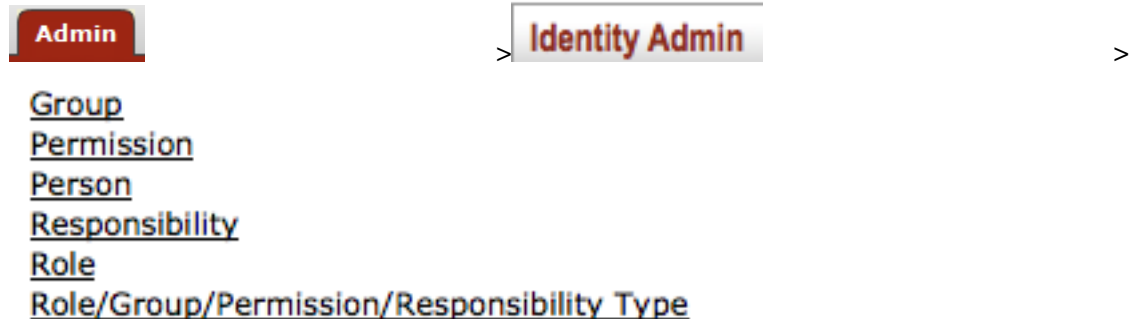 Admin > Identity Admin >
Group
Permission
Person
Responsibility
Role
Role/Group/Permission/Responsibility Type